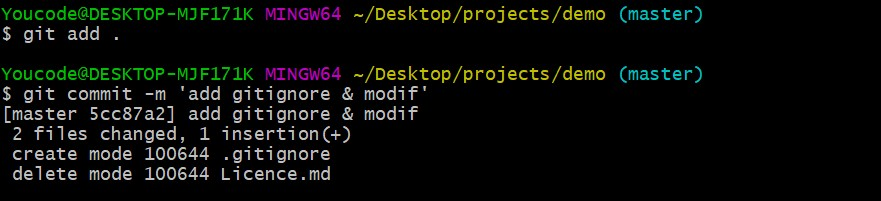 Youcode@DESKTOP-MJF171K MINGW64 ~/Desktop/projects/demo (master)
$ git add .
Youcode@DESKTOP-MJF171K MINGW64 ~/Desktop/projects/demo (master)
$ git commit -m 'add gitignore & modif'
[master 5cc87a2] add gitignore & modif
 2 files changed, 1 insertion(+)
 create mode 100644 .gitignore
 delete mode 100644 Licence.md